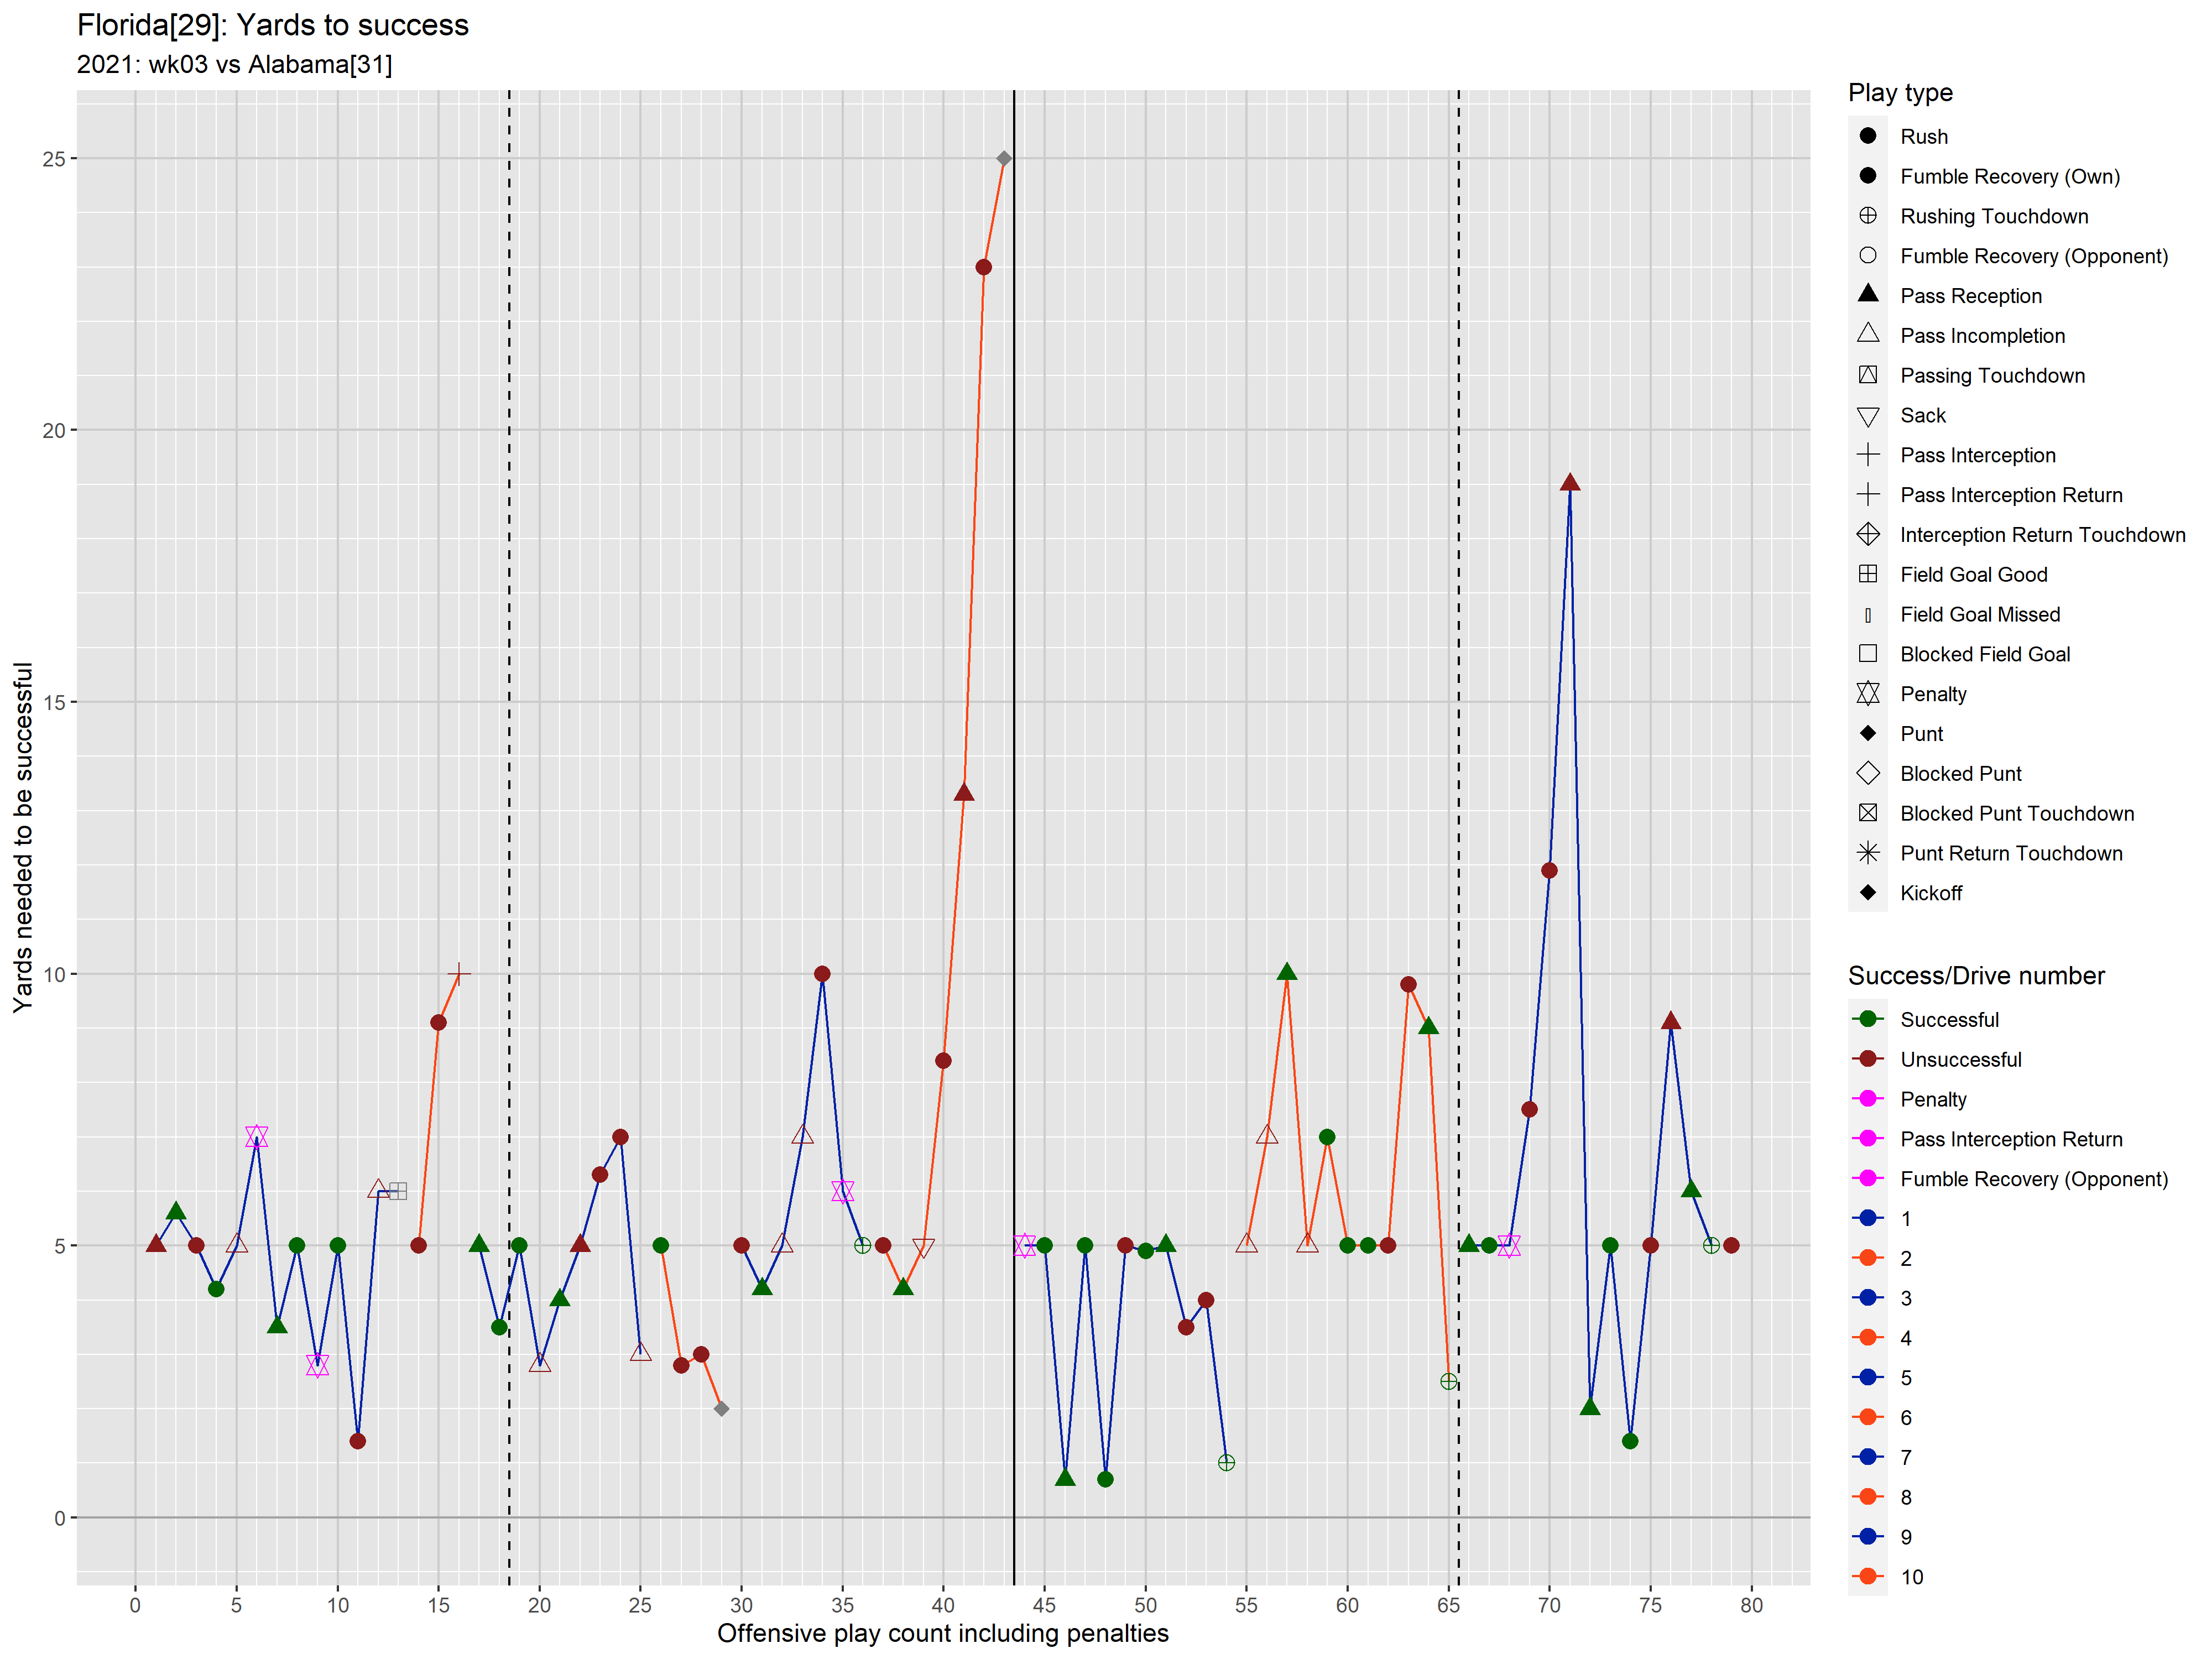 Florida[29]: Yards to success
2021: wk03 vs Alabama[31]
Yards needed to be successful
25
20
15
10
5
0
0 5 10 15 20 25 30 35 40 45 50 55 60 65 70 75 80
Offensive play count including penalties
Play type
Rush
Fumble Recovery (Own)
Rushing Touchdown
Fumble Recovery (Opponent)
Pass Reception
Pass Incompletion
Passing Touchdown
Sack
Pass Interception
Pass Interception Return
Interception Return Touchdown
Field Goal Good
Field Goal Missed
Blocked Field Goal
Penalty
Punt
Blocked Punt
Blocked Punt Touchdown
Punt Return Touchdown
Kickoff
Success/Drive number
Successful
Unsuccessful
Penalty
Pass Interception Return
Fumble Recovery (Opponent)
1
2
3
4
5
6
7
8
9
10